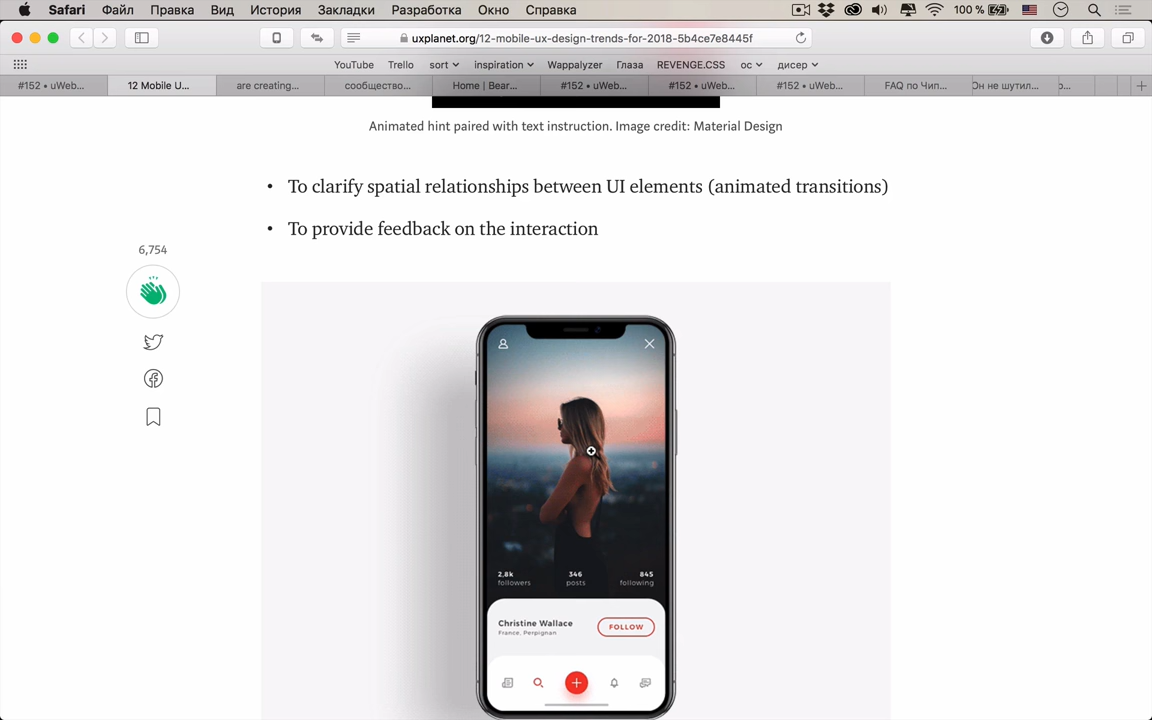 Safari Файл Правка Вид История Закладки Разработка Окно Справка 100 %
uxplanet.org/12-mobile-ux-design-trends-for-2018-5b4ce7e8445f
YouTube Trello sort inspiration Wappalyzer Глаза REVENGE.CSS ос дисер
#152 • uWeb... 12 Mobile U... are creating... сообщество... Home | Bear... #152 • uWeb... #152 • uWeb... #152 • uWeb... FAQ по Чип... Он не шутил...
Animated hint paired with text instruction. Image credit: Material Design
• To clarify spatial relationships between UI elements (animated transitions)
• To provide feedback on the interaction
6,754
2,8k 346 845
followers posts following
Christine Wallace
France, Perpignan
FOLLOW